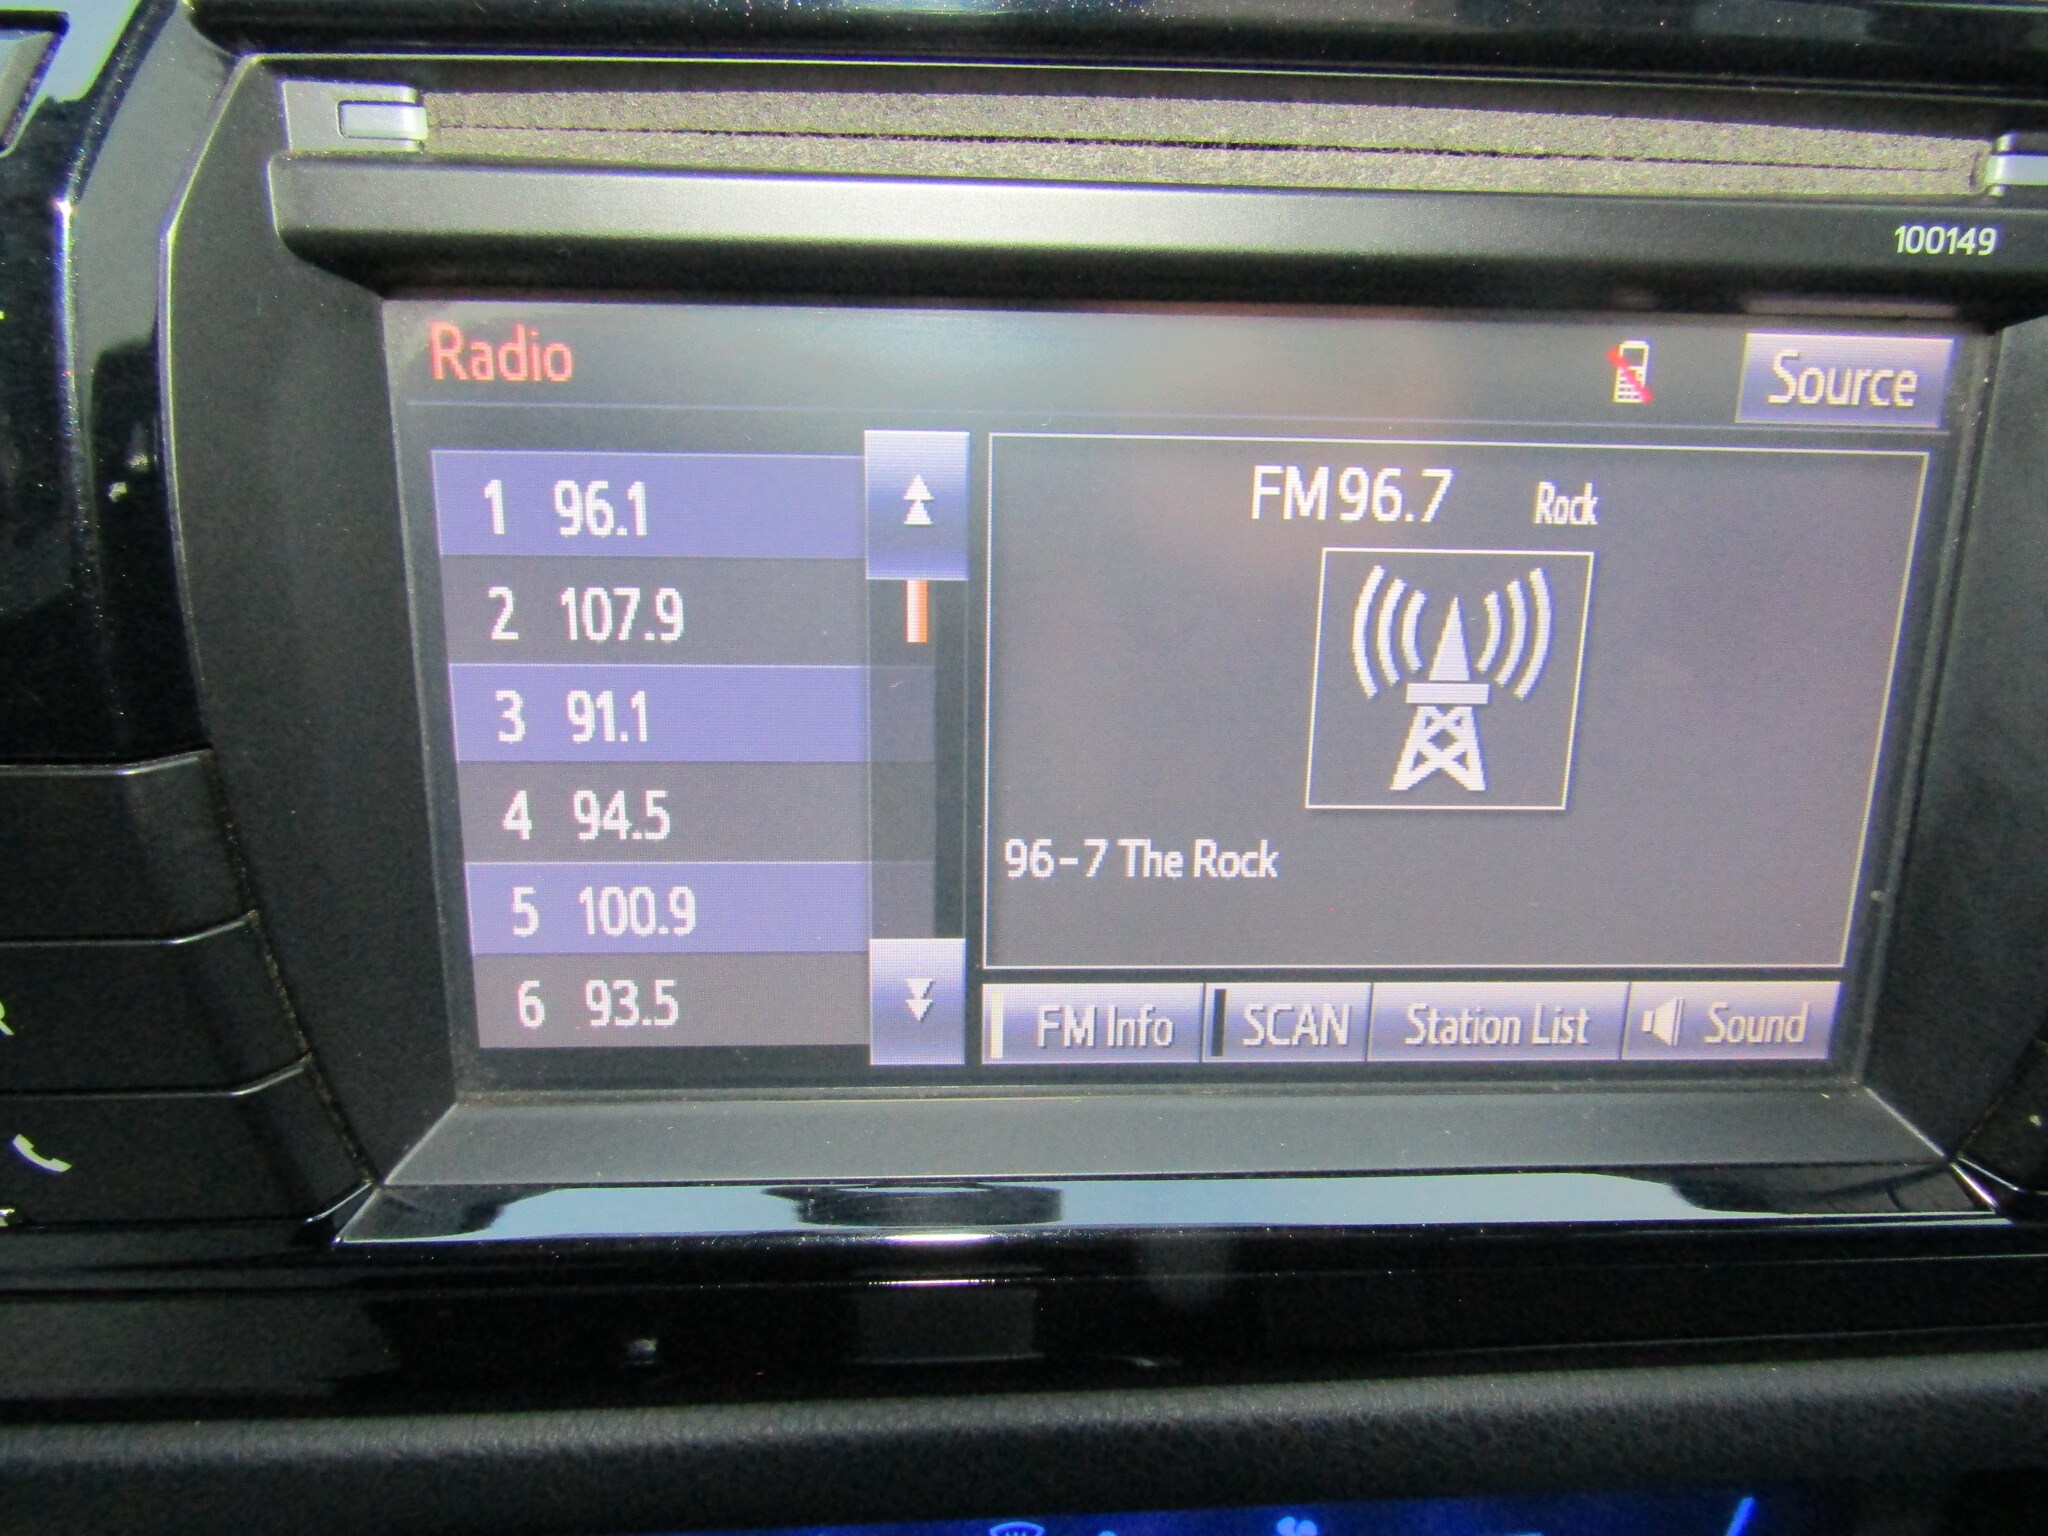 100149
Radio
Source
1 96.1
2 107.9
3 91.1
4 94.5
5 100.9
6 93.5
FM 96.7 Rock
96-7 The Rock
FM Info
SCAN
Station List
Sound